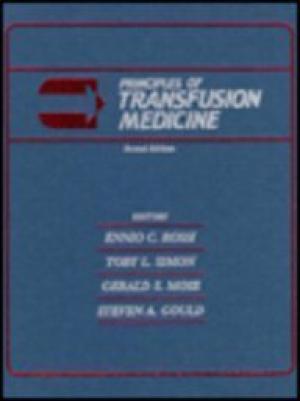 PRINCIPLES OF
TRANSFUSION
MEDICINE
Second Edition
EDITORS
ENNIO C. ROSSI
TOBY L. SIMON
GERALD S. MOSS
STEVEN A. GOULD